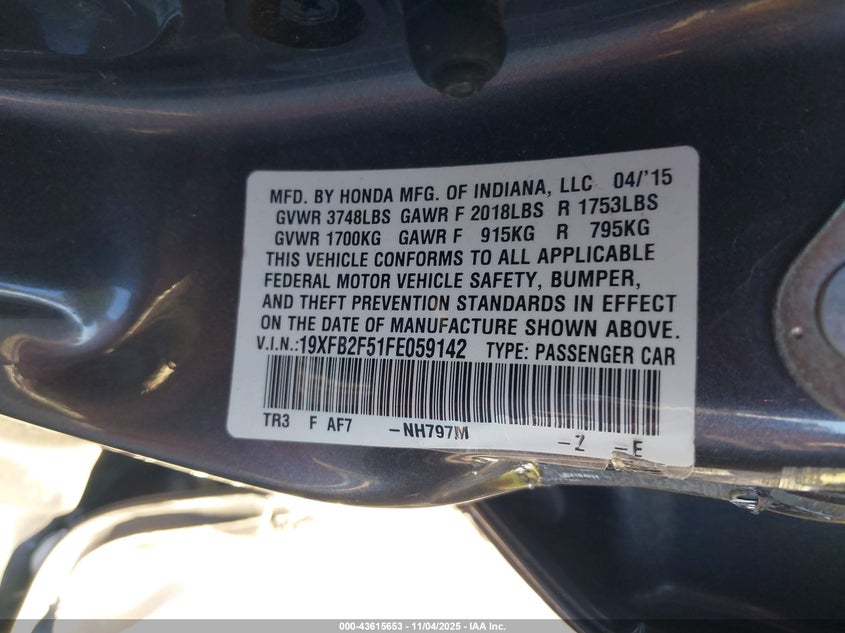 MFD. BY HONDA MFG. OF INDIANA, LLC 04/'15
GVWR 3748LBS GAWR F 2018LBS R 1753LBS
GVWR 1700KG GAWR F 915KG R 795KG
THIS VEHICLE CONFORMS TO ALL APPLICABLE
FEDERAL MOTOR VEHICLE SAFETY, BUMPER,
AND THEFT PREVENTION STANDARDS IN EFFECT
ON THE DATE OF MANUFACTURE SHOWN ABOVE.
V.I.N.:19XFB2F51FE059142 TYPE: PASSENGER CAR
TR3 F AF7 -NH797M -2 -E
000-43615653 - 11/04/2025 - IAA Inc.